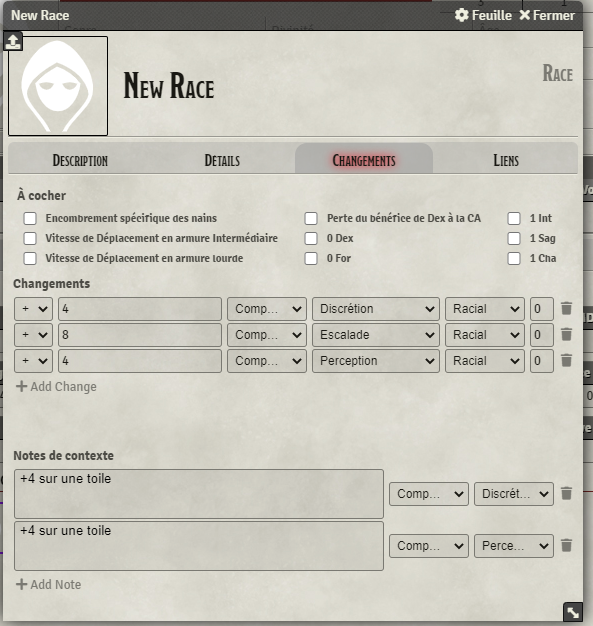 New Race Feuille Fermer
New Race
Race
Description Details Changements Liens
À cocher
Encombrement spécifique des nains Perte du bénéfice de Dex à la CA 1 Int
Vitesse de Déplacement en armure Intermédiaire 0 Dex 1 Sag
Vitesse de Déplacement en armure lourde 0 For 1 Cha
Changements
+ 4 Comp... Discrétion Racial 0
+ 8 Comp... Escalade Racial 0
+ 4 Comp... Perception Racial 0
+ Add Change
Notes de contexte
+4 sur une toile Comp... Discrét...
+4 sur une toile Comp... Perce...
+ Add Note